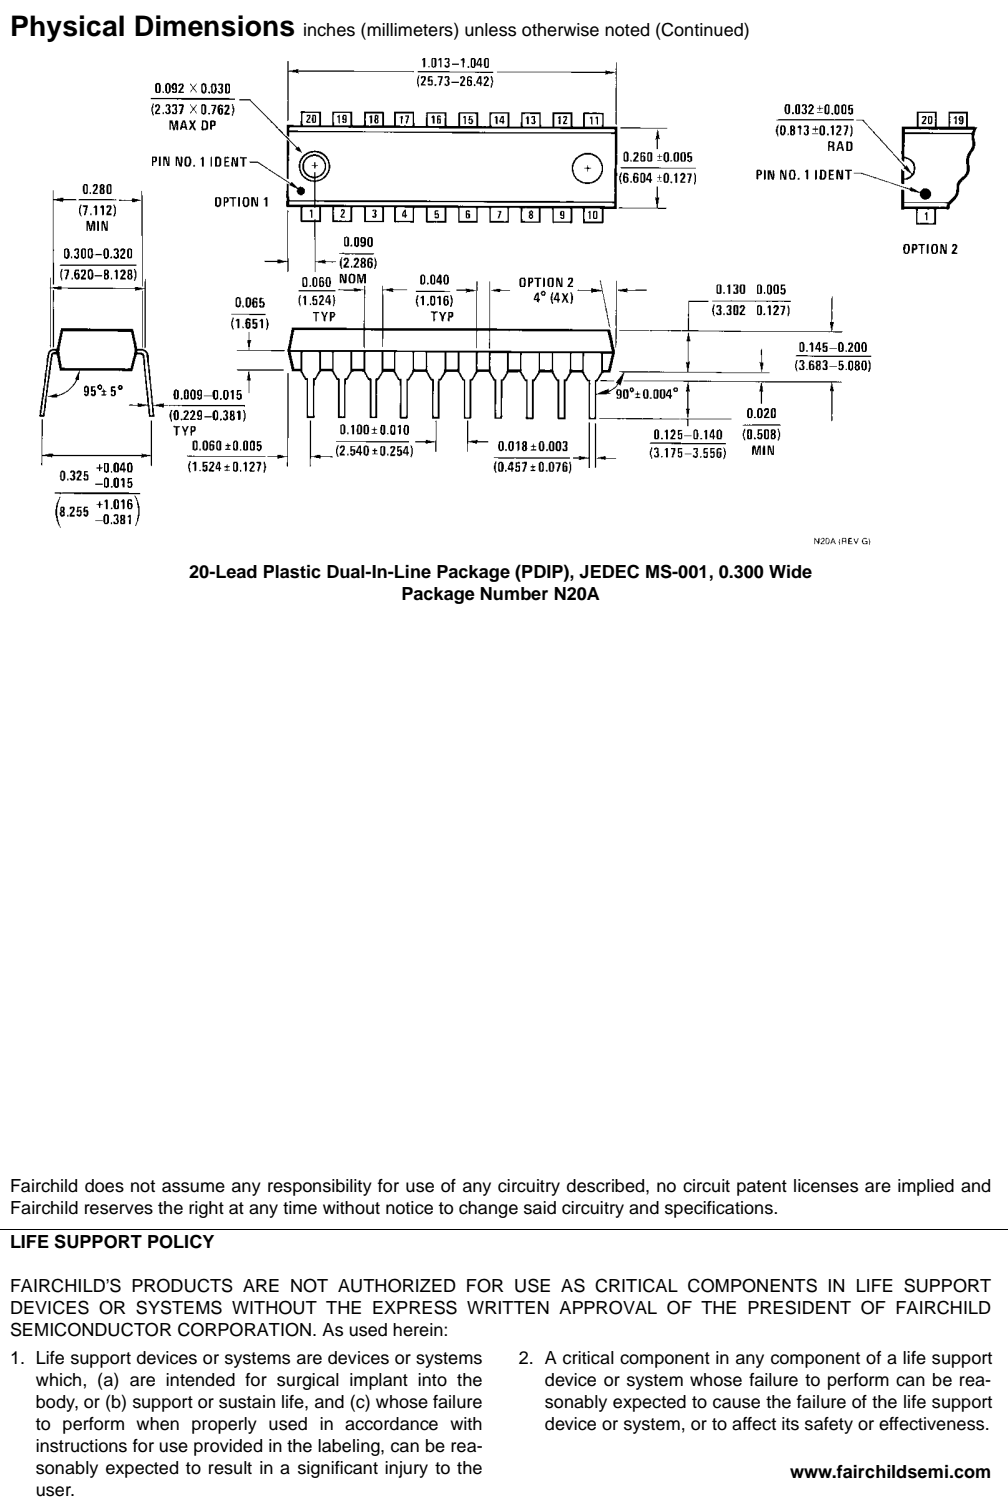 Physical Dimensions inches (millimeters) unless otherwise noted (Continued)
1.013–1.040
(25.73–26.42)
0.092 × 0.030
(2.337 × 0.762)
MAX DP
0.032 ±0.005
(0.813 ±0.127)
RAD
20 19 18 17 16 15 14 13 12 11
20 19
PIN NO. 1 IDENT
0.260 ±0.005
(6.604 ±0.127)
PIN NO. 1 IDENT
OPTION 1
1 2 3 4 5 6 7 8 9 10
1
OPTION 2
0.280
(7.112)
MIN
0.300–0.320
(7.620–8.128)
0.090
(2.286)
NOM
0.060
(1.524)
TYP
0.040
(1.016)
TYP
OPTION 2
4° (4X)
0.130 0.005
(3.302 0.127)
0.065
(1.651)
0.145–0.200
(3.683–5.080)
95°± 5°
90°±0.004°
0.009–0.015
(0.229–0.381)
TYP
0.020
(0.508)
MIN
0.100±0.010
(2.540±0.254)
0.125–0.140
(3.175–3.556)
0.060 ±0.005
(1.524±0.127)
0.018±0.003
(0.457±0.076)
0.325 +0.040
–0.015
(8.255 +1.016
–0.381)
N20A (REV G)
20-Lead Plastic Dual-In-Line Package (PDIP), JEDEC MS-001, 0.300 Wide
Package Number N20A
Fairchild does not assume any responsibility for use of any circuitry described, no circuit patent licenses are implied and
Fairchild reserves the right at any time without notice to change said circuitry and specifications.
LIFE SUPPORT POLICY
FAIRCHILD'S PRODUCTS ARE NOT AUTHORIZED FOR USE AS CRITICAL COMPONENTS IN LIFE SUPPORT
DEVICES OR SYSTEMS WITHOUT THE EXPRESS WRITTEN APPROVAL OF THE PRESIDENT OF FAIRCHILD
SEMICONDUCTOR CORPORATION. As used herein:
1. Life support devices or systems are devices or systems
which, (a) are intended for surgical implant into the
body, or (b) support or sustain life, and (c) whose failure
to perform when properly used in accordance with
instructions for use provided in the labeling, can be rea-
sonably expected to result in a significant injury to the
user.
2. A critical component in any component of a life support
device or system whose failure to perform can be rea-
sonably expected to cause the failure of the life support
device or system, or to affect its safety or effectiveness.
www.fairchildsemi.com